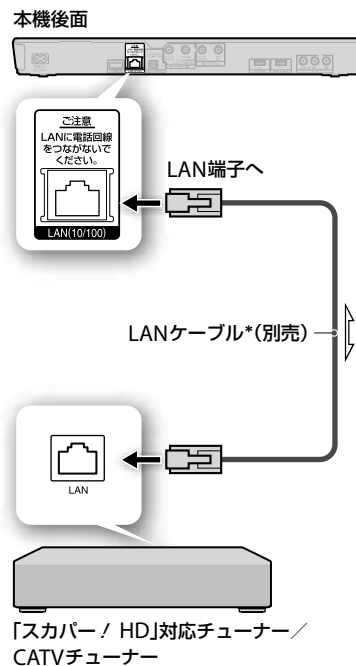 本機後面
ご注意
LANに電話回線
をつながないで
ください。
LAN(10/100)
LAN端子へ
LANケーブル*(別売)
LAN
「スカパー！HD」対応チューナー／
CATVチューナー